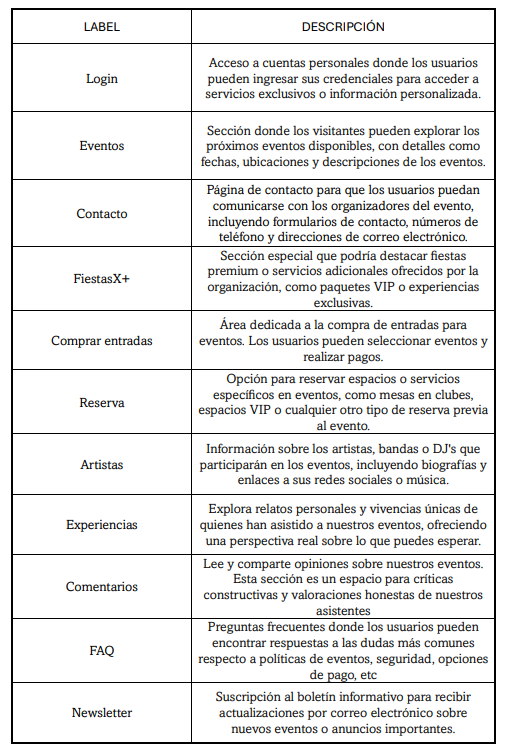 LABEL
DESCRIPCIÓN
Login
Acceso a cuentas personales donde los usuarios
pueden ingresar sus credenciales para acceder a
servicios exclusivos o información personalizada.
Eventos
Sección donde los visitantes pueden explorar los
próximos eventos disponibles, con detalles como
fechas, ubicaciones y descripciones de los eventos.
Contacto
Página de contacto para que los usuarios puedan
comunicarse con los organizadores del evento,
incluyendo formularios de contacto, números de
teléfono y direcciones de correo electrónico.
FiestasX+
Sección especial que podría destacar fiestas
premium o servicios adicionales ofrecidos por la
organización, como paquetes VIP o experiencias
exclusivas.
Comprar entradas
Área dedicada a la compra de entradas para
eventos. Los usuarios pueden seleccionar eventos y
realizar pagos.
Reserva
Opción para reservar espacios o servicios
específicos en eventos, como mesas en clubes,
espacios VIP o cualquier otro tipo de reserva previa
al evento.
Artistas
Información sobre los artistas, bandas o DJ's que
participarán en los eventos, incluyendo biografías y
enlaces a sus redes sociales o música.
Experiencias
Explora relatos personales y vivencias únicas de
quienes han asistido a nuestros eventos, ofreciendo
una perspectiva real sobre lo que puedes esperar.
Comentarios
Lee y comparte opiniones sobre nuestros eventos.
Esta sección es un espacio para críticas
constructivas y valoraciones honestas de nuestros
asistentes
FAQ
Preguntas frecuentes donde los usuarios pueden
encontrar respuestas a las dudas más comunes
respecto a políticas de eventos, seguridad, opciones
de pago, etc
Newsletter
Suscripción al boletín informativo para recibir
actualizaciones por correo electrónico sobre
nuevos eventos o anuncios importantes.